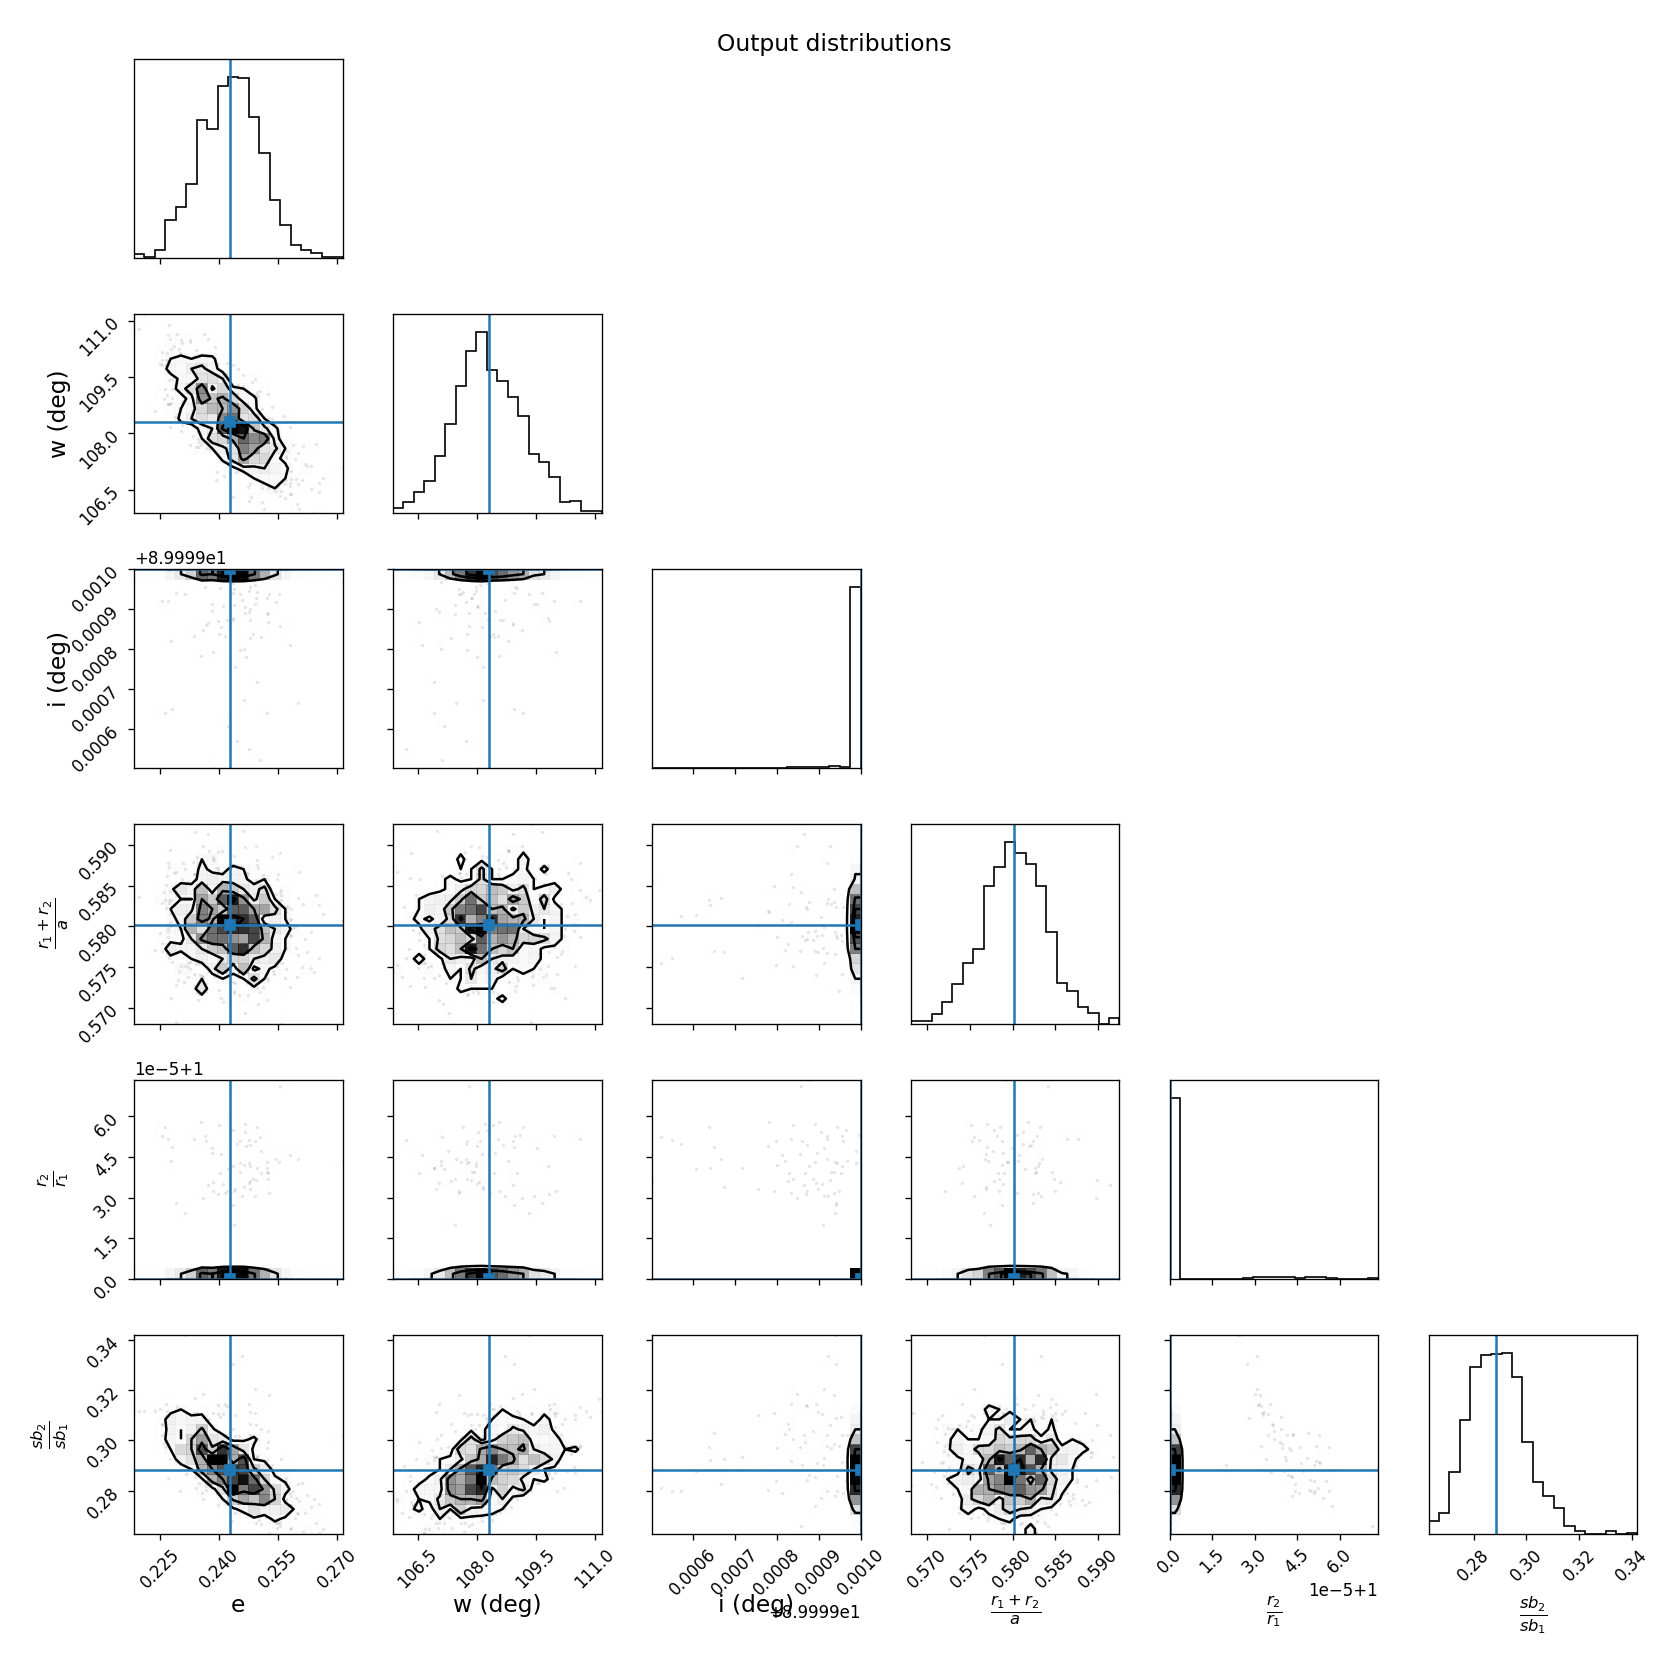 Output distributions
w (deg)
111.0
109.5
108.0
106.5
+8.9999e1
i (deg)
0.0010
0.0009
0.0008
0.0007
0.0006
r₁ + r₂
a
0.590
0.585
0.580
0.575
0.570
1e−5+1
r₂
r₁
6.0
4.5
3.0
1.5
0.0
sb₂
sb₁
0.34
0.32
0.30
0.28
0.225 0.240 0.255 0.270
106.5 108.0 109.5 111.0
0.0006 0.0007 0.0008 0.0009 0.0010
0.570 0.575 0.580 0.585 0.590
0.0 1.5 3.0 4.5 6.0
0.28 0.30 0.32 0.34
e
w (deg)
i (deg)
+8.9999e1
r₁ + r₂
a
1e−5+1
r₂
r₁
sb₂
sb₁